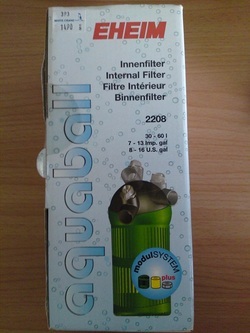 EHEIM
Innenfilter
Internal Filter
Filtre Intérieur
Binnenfilter
2208
30 - 60 l
7 - 13 Imp. gal
8 - 16 U.S. gal
aquaball
modulSYSTEM
plus